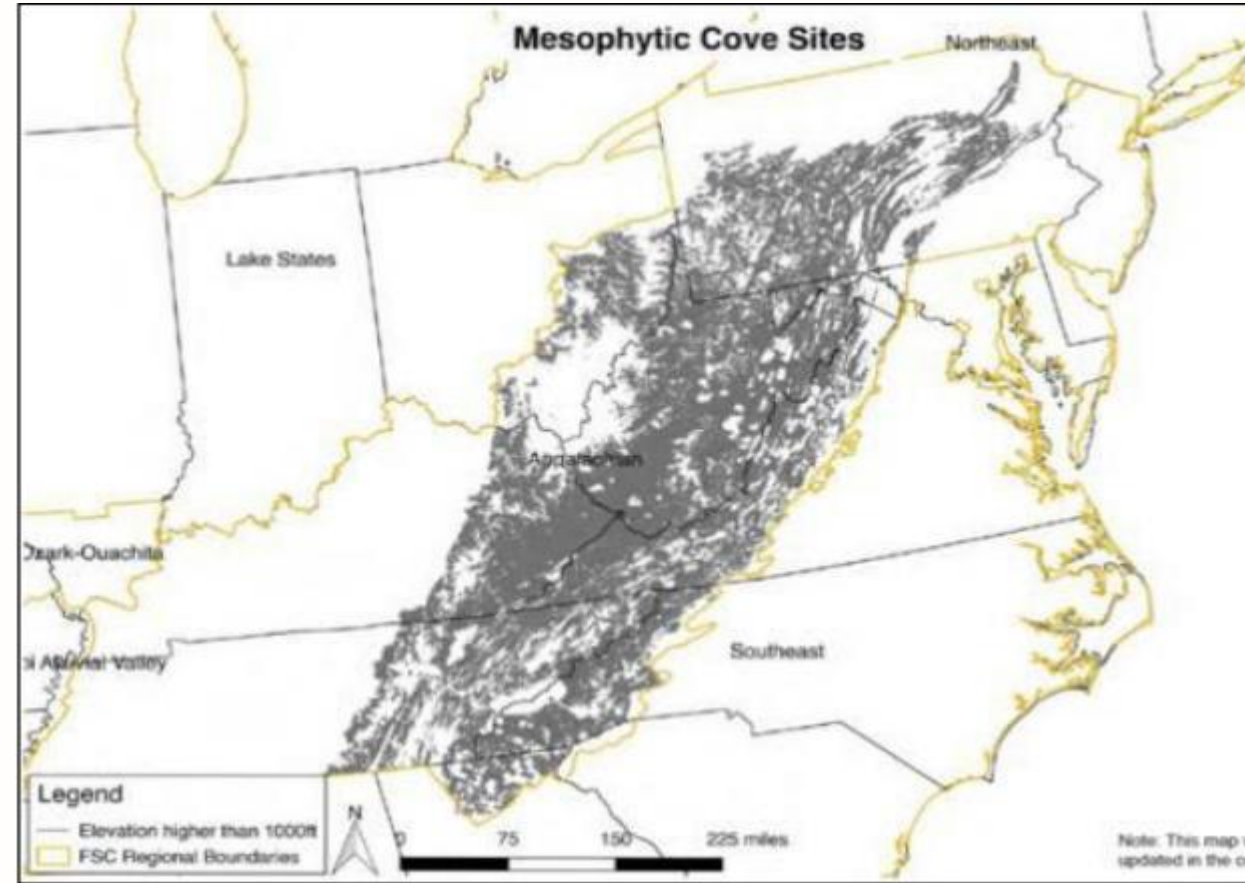 Mesophytic Cove Sites
Northeast
Lake States
Appalachian
Ozark-Ouachita
pi Alluvial Valley
Southeast
Legend
Elevation higher than 1000ft
FSC Regional Boundaries
N
0 75 150 225 miles
Note: This map
updated in the